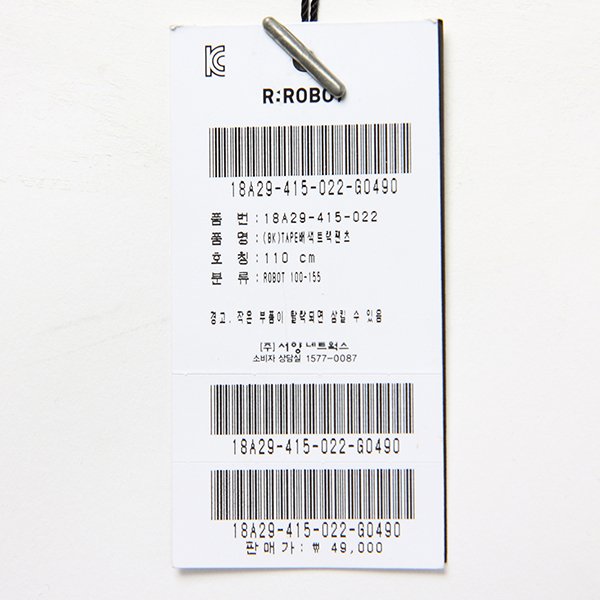 KC
R:ROBOT
18A29-415-022-G0490
품 번 : 18A29-415-022
품 명 : (BK)TAPE배색트랙팬츠
호 칭 : 110 cm
분 류 : ROBOT 100-155
경고. 작은 부품이 탈착되면 삼킬 수 있음
(주) 서양네트웍스
소비자 상담실 1577-0087
18A29-415-022-G0490
18A29-415-022-G0490
판매가 : ₩ 49,000